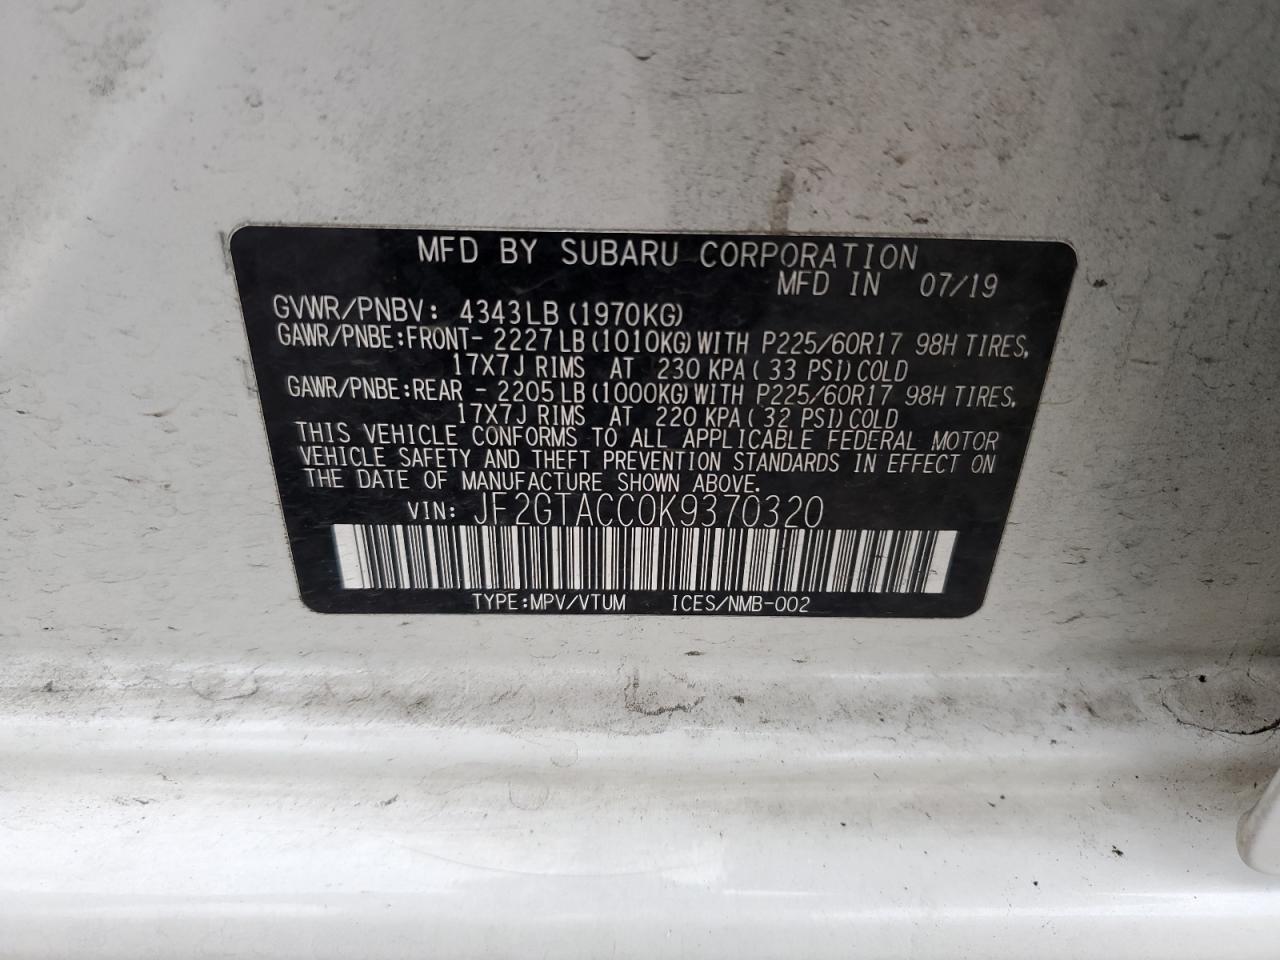 MFD BY SUBARU CORPORATION
MFD IN 07/19
GVWR/PNBV: 4343LB (1970KG)
GAWR/PNBE:FRONT- 2227LB (1010KG) WITH P225/60R17 98H TIRES,
17X7J RIMS AT 230 KPA ( 33 PSI) COLD
GAWR/PNBE:REAR - 2205LB (1000KG) WITH P225/60R17 98H TIRES,
17X7J RIMS AT 220 KPA ( 32 PSI) COLD
THIS VEHICLE CONFORMS TO ALL APPLICABLE FEDERAL MOTOR
VEHICLE SAFETY AND THEFT PREVENTION STANDARDS IN EFFECT ON
THE DATE OF MANUFACTURE SHOWN ABOVE.
VIN: JF2GTACC0K9370320
TYPE:MPV/VTUM ICES/NMB-002